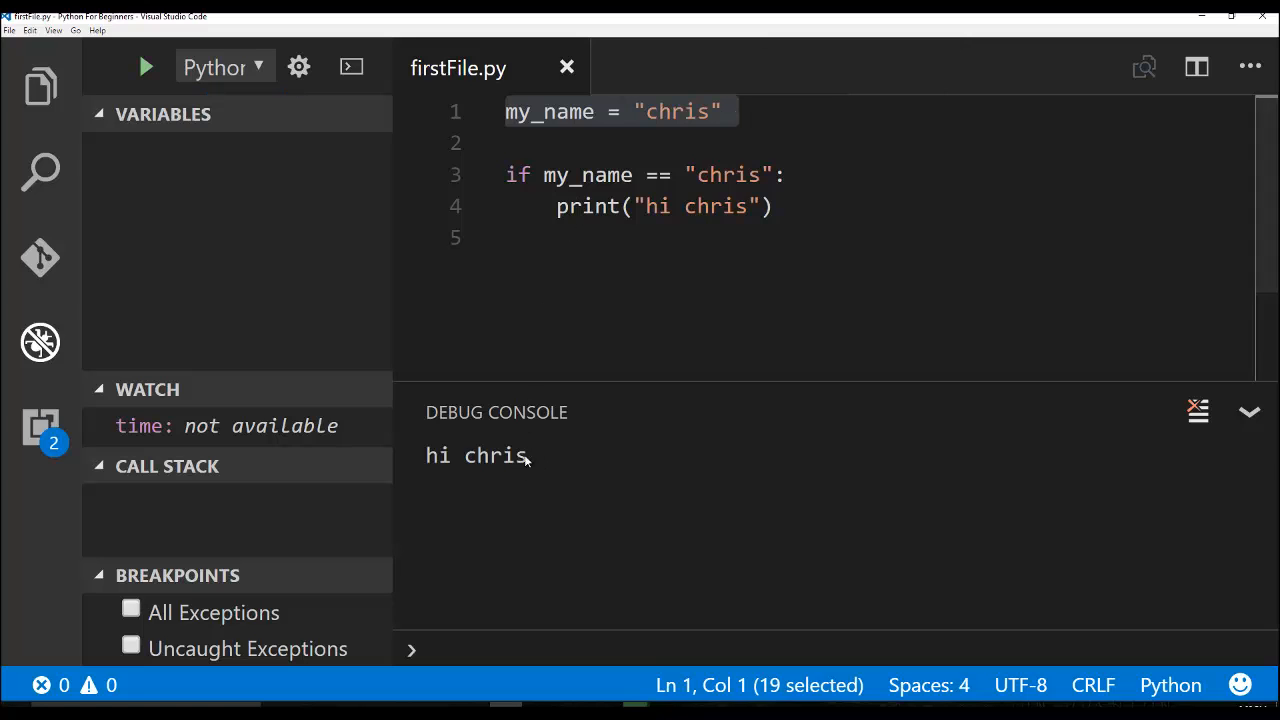 firstFile.py - Python For Beginners - Visual Studio Code
File Edit View Go Help
Python
firstFile.py
VARIABLES
1 my_name = "chris"
2
3 if my_name == "chris":
4 print("hi chris")
5
WATCH
time: not available
CALL STACK
BREAKPOINTS
All Exceptions
Uncaught Exceptions
DEBUG CONSOLE
hi chris
2
0 0
Ln 1, Col 1 (19 selected) Spaces: 4 UTF-8 CRLF Python